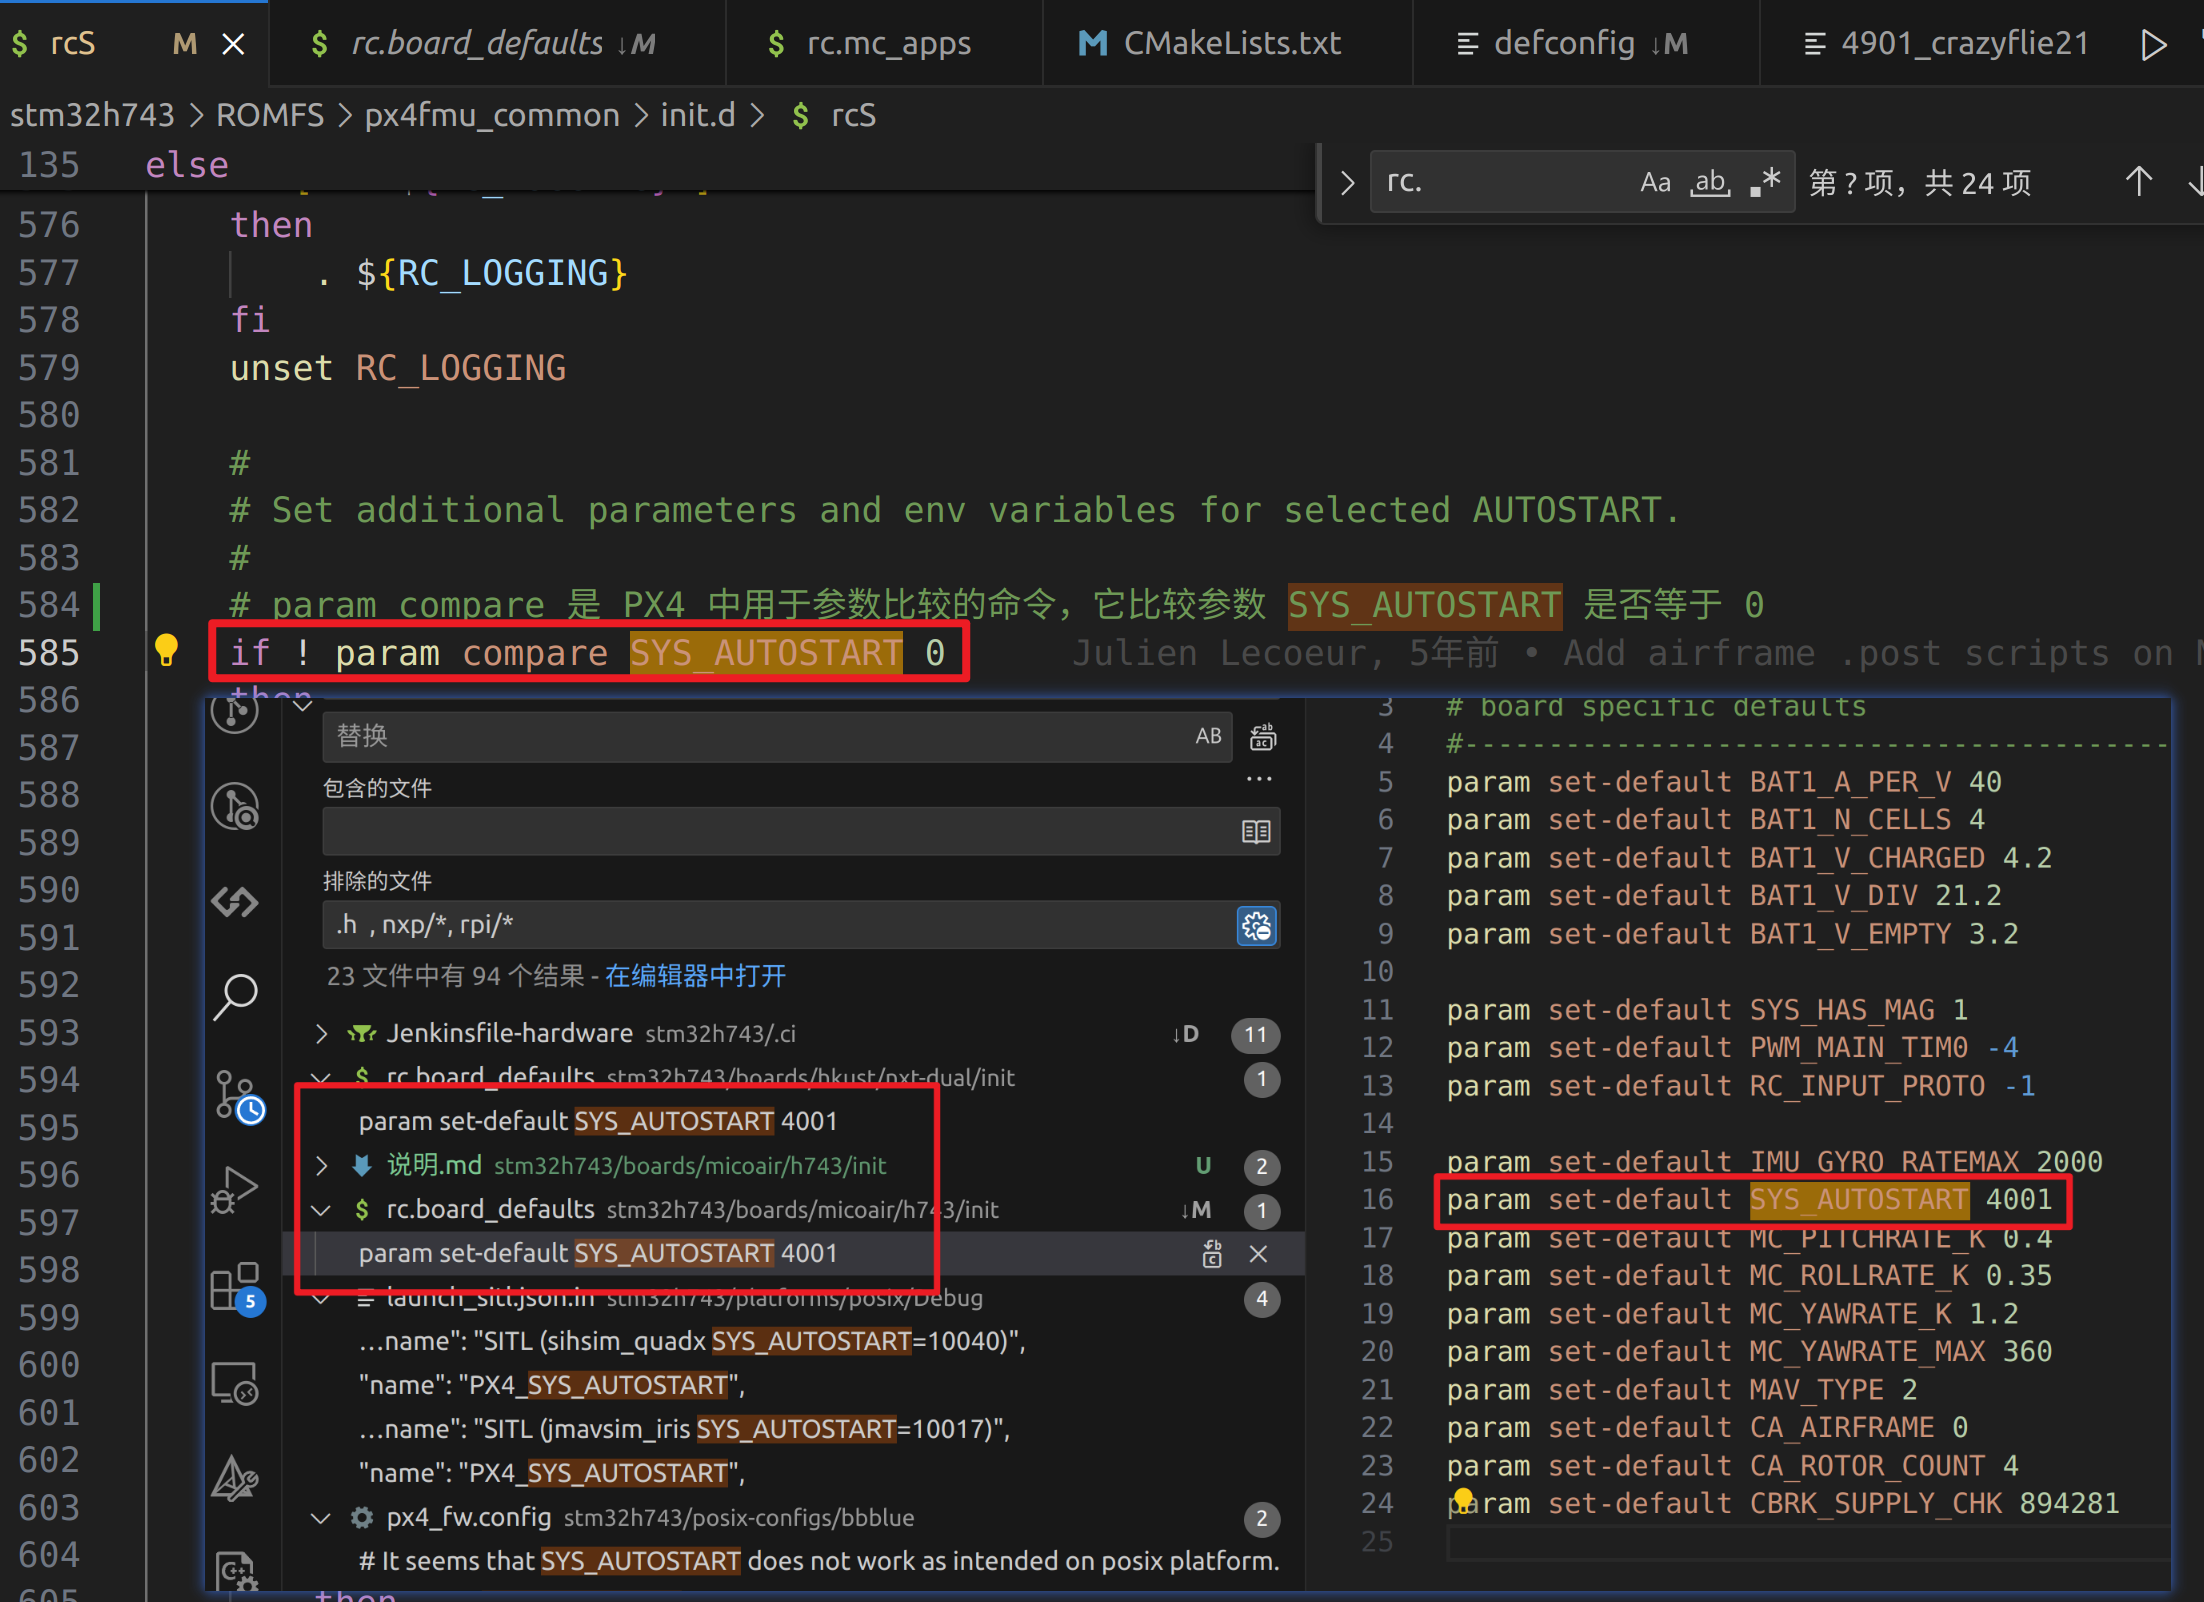 $ rcS M
$ rc.board_defaults ↓M
$ rc.mc_apps
CMakeLists.txt
defconfig ↓M
4901_crazyflie21
stm32h743 > ROMFS > px4fmu_common > init.d > $ rcS
135 else
rc. Aa ab .* 第 ? 项，共 24 项
576 then
577 . ${RC_LOGGING}
578 fi
579 unset RC_LOGGING
580
581 #
582 # Set additional parameters and env variables for selected AUTOSTART.
583 #
584 # param compare 是 PX4 中用于参数比较的命令，它比较参数 SYS_AUTOSTART 是否等于 0
585 if ! param compare SYS_AUTOSTART 0 Julien Lecoeur, 5年前 • Add airframe .post scripts on
586 then
587
588
589
590
591
592
593
594
595
596
597
598
599
600
601
602
603
604
605 then
替换 AB
包含的文件
排除的文件
.h , nxp/*, rpi/*
23 文件中有 94 个结果 - 在编辑器中打开
Jenkinsfile-hardware stm32h743/.ci ↓D 11
$ rc.board_defaults stm32h743/boards/hkust/nxt-dual/init 1
param set-default SYS_AUTOSTART 4001
说明.md stm32h743/boards/micoair/h743/init U 2
$ rc.board_defaults stm32h743/boards/micoair/h743/init ↓M 1
param set-default SYS_AUTOSTART 4001
launch_sitl.json.in stm32h743/platforms/posix/Debug 4
…name": "SITL (sihsim_quadx SYS_AUTOSTART=10040)",
"name": "PX4_SYS_AUTOSTART",
…name": "SITL (jmavsim_iris SYS_AUTOSTART=10017)",
"name": "PX4_SYS_AUTOSTART",
px4_fw.config stm32h743/posix-configs/bbblue 2
# It seems that SYS_AUTOSTART does not work as intended on posix platform.
5
3 # board specific defaults
4 #------------------------------------------
5 param set-default BAT1_A_PER_V 40
6 param set-default BAT1_N_CELLS 4
7 param set-default BAT1_V_CHARGED 4.2
8 param set-default BAT1_V_DIV 21.2
9 param set-default BAT1_V_EMPTY 3.2
10
11 param set-default SYS_HAS_MAG 1
12 param set-default PWM_MAIN_TIM0 -4
13 param set-default RC_INPUT_PROTO -1
14
15 param set-default IMU_GYRO_RATEMAX 2000
16 param set-default SYS_AUTOSTART 4001
17 param set-default MC_PITCHRATE_K 0.4
18 param set-default MC_ROLLRATE_K 0.35
19 param set-default MC_YAWRATE_K 1.2
20 param set-default MC_YAWRATE_MAX 360
21 param set-default MAV_TYPE 2
22 param set-default CA_AIRFRAME 0
23 param set-default CA_ROTOR_COUNT 4
24 param set-default CBRK_SUPPLY_CHK 894281
25